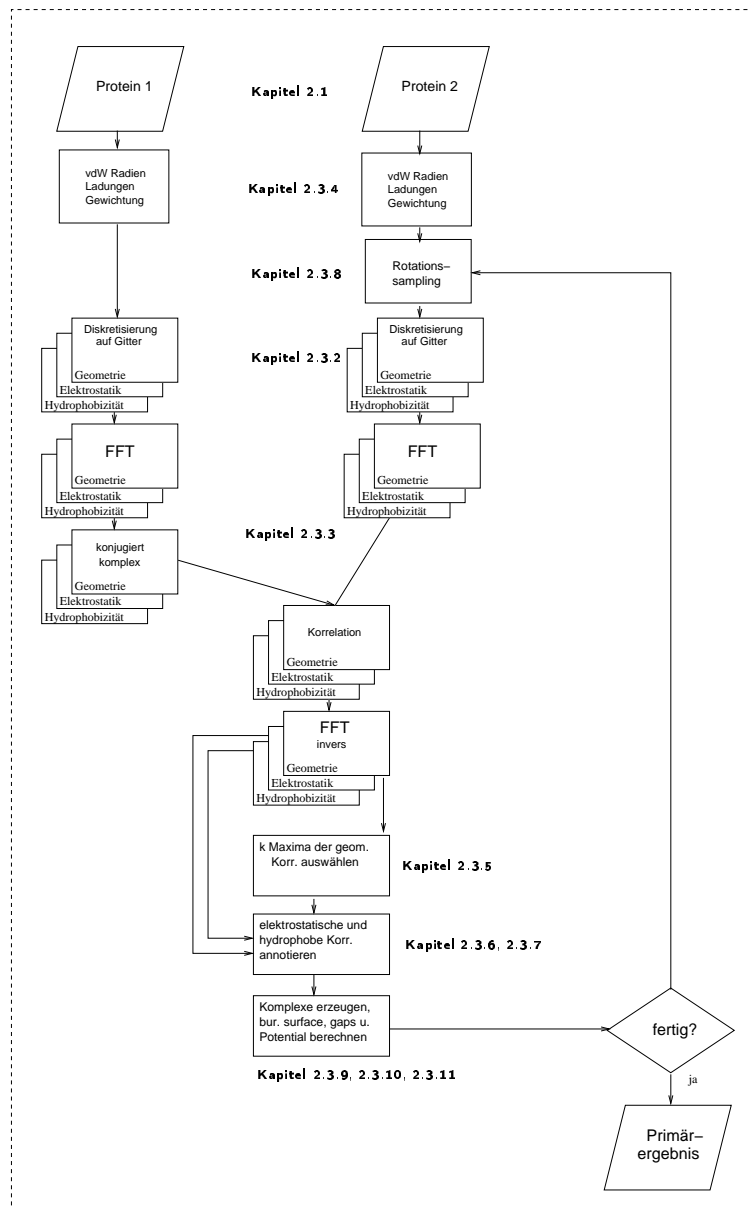 Protein 1
Kapitel 2.1
Protein 2
vdW Radien
Ladungen
Gewichtung
Kapitel 2.3.4
vdW Radien
Ladungen
Gewichtung
Kapitel 2.3.8
Rotations–
sampling
Diskretisierung
auf Gitter
Geometrie
Elektrostatik
Hydrophobizität
Kapitel 2.3.2
Diskretisierung
auf Gitter
Geometrie
Elektrostatik
Hydrophobizität
FFT
Geometrie
Elektrostatik
Hydrophobizität
FFT
Geometrie
Elektrostatik
Hydrophobizität
Kapitel 2.3.3
konjugiert
komplex
Geometrie
Elektrostatik
Hydrophobizität
Korrelation
Geometrie
Elektrostatik
Hydrophobizität
FFT
invers
Geometrie
Elektrostatik
Hydrophobizität
k Maxima der geom.
Korr. auswählen
Kapitel 2.3.5
elektrostatische und
hydrophobe Korr.
annotieren
Kapitel 2.3.6, 2.3.7
Komplexe erzeugen,
bur. surface, gaps u.
Potential berechnen
Kapitel 2.3.9, 2.3.10, 2.3.11
fertig?
ja
Primär–
ergebnis